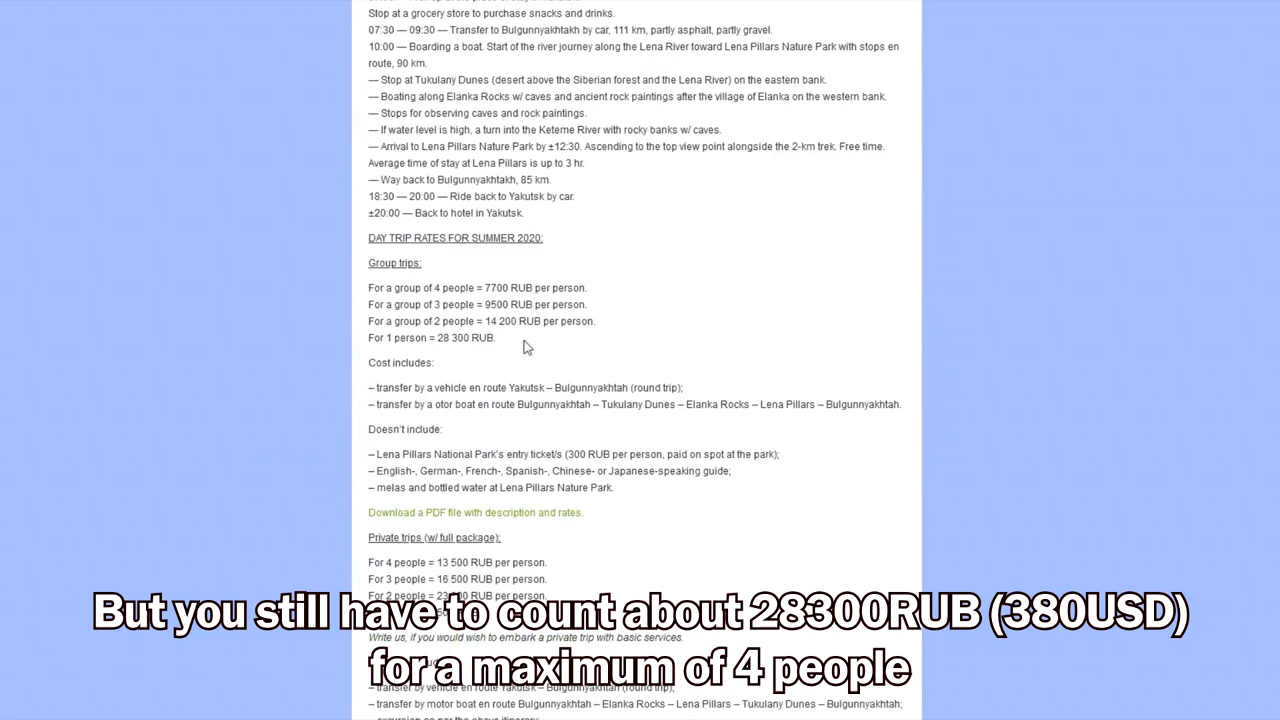 Stop at a grocery store to purchase snacks and drinks.
07:30 — 09:30 — Transfer to Bulgunnyakhtakh by car, 111 km, partly asphalt, partly gravel.
10:00 — Boarding a boat. Start of the river journey along the Lena River toward Lena Pillars Nature Park with stops en
route, 90 km.
— Stop at Tukulany Dunes (desert above the Siberian forest and the Lena River) on the eastern bank.
— Boating along Elanka Rocks w/ caves and ancient rock paintings after the village of Elanka on the western bank.
— Stops for observing caves and rock paintings.
— If water level is high, a turn into the Keteme River with rocky banks w/ caves.
— Arrival to Lena Pillars Nature Park by ±12:30. Ascending to the top view point alongside the 2-km trek. Free time.
Average time of stay at Lena Pillars is up to 3 hr.
— Way back to Bulgunnyakhtakh, 85 km.
18:30 — 20:00 — Ride back to Yakutsk by car.
±20:00 — Back to hotel in Yakutsk.
DAY TRIP RATES FOR SUMMER 2020:
Group trips:
For a group of 4 people = 7700 RUB per person.
For a group of 3 people = 9500 RUB per person.
For a group of 2 people = 14 200 RUB per person.
For 1 person = 28 300 RUB.
Cost includes:
– transfer by a vehicle en route Yakutsk – Bulgunnyakhtah (round trip);
– transfer by a otor boat en route Bulgunnyakhtah – Tukulany Dunes – Elanka Rocks – Lena Pillars – Bulgunnyakhtah.
Doesn't include:
– Lena Pillars National Park's entry ticket/s (300 RUB per person, paid on spot at the park);
– English-, German-, French-, Spanish-, Chinese- or Japanese-speaking guide;
– melas and bottled water at Lena Pillars Nature Park.
Download a PDF file with description and rates.
Private trips (w/ full package):
For 4 people = 13 500 RUB per person.
For 3 people = 16 500 RUB per person.
For 2 people = RUB per person.
But you still have to count about 28300RUB (380USD)
for a maximum of 4 people
Write us, if you would wish to embark a private trip with basic services.
– transfer by vehicle en route Yakutsk – Bulgunnyakhtah (round trip);
– transfer by motor boat en route Bulgunnyakhtah – Elanka Rocks – Lena Pillars – Tukulany Dunes – Bulgunnyakhtah;